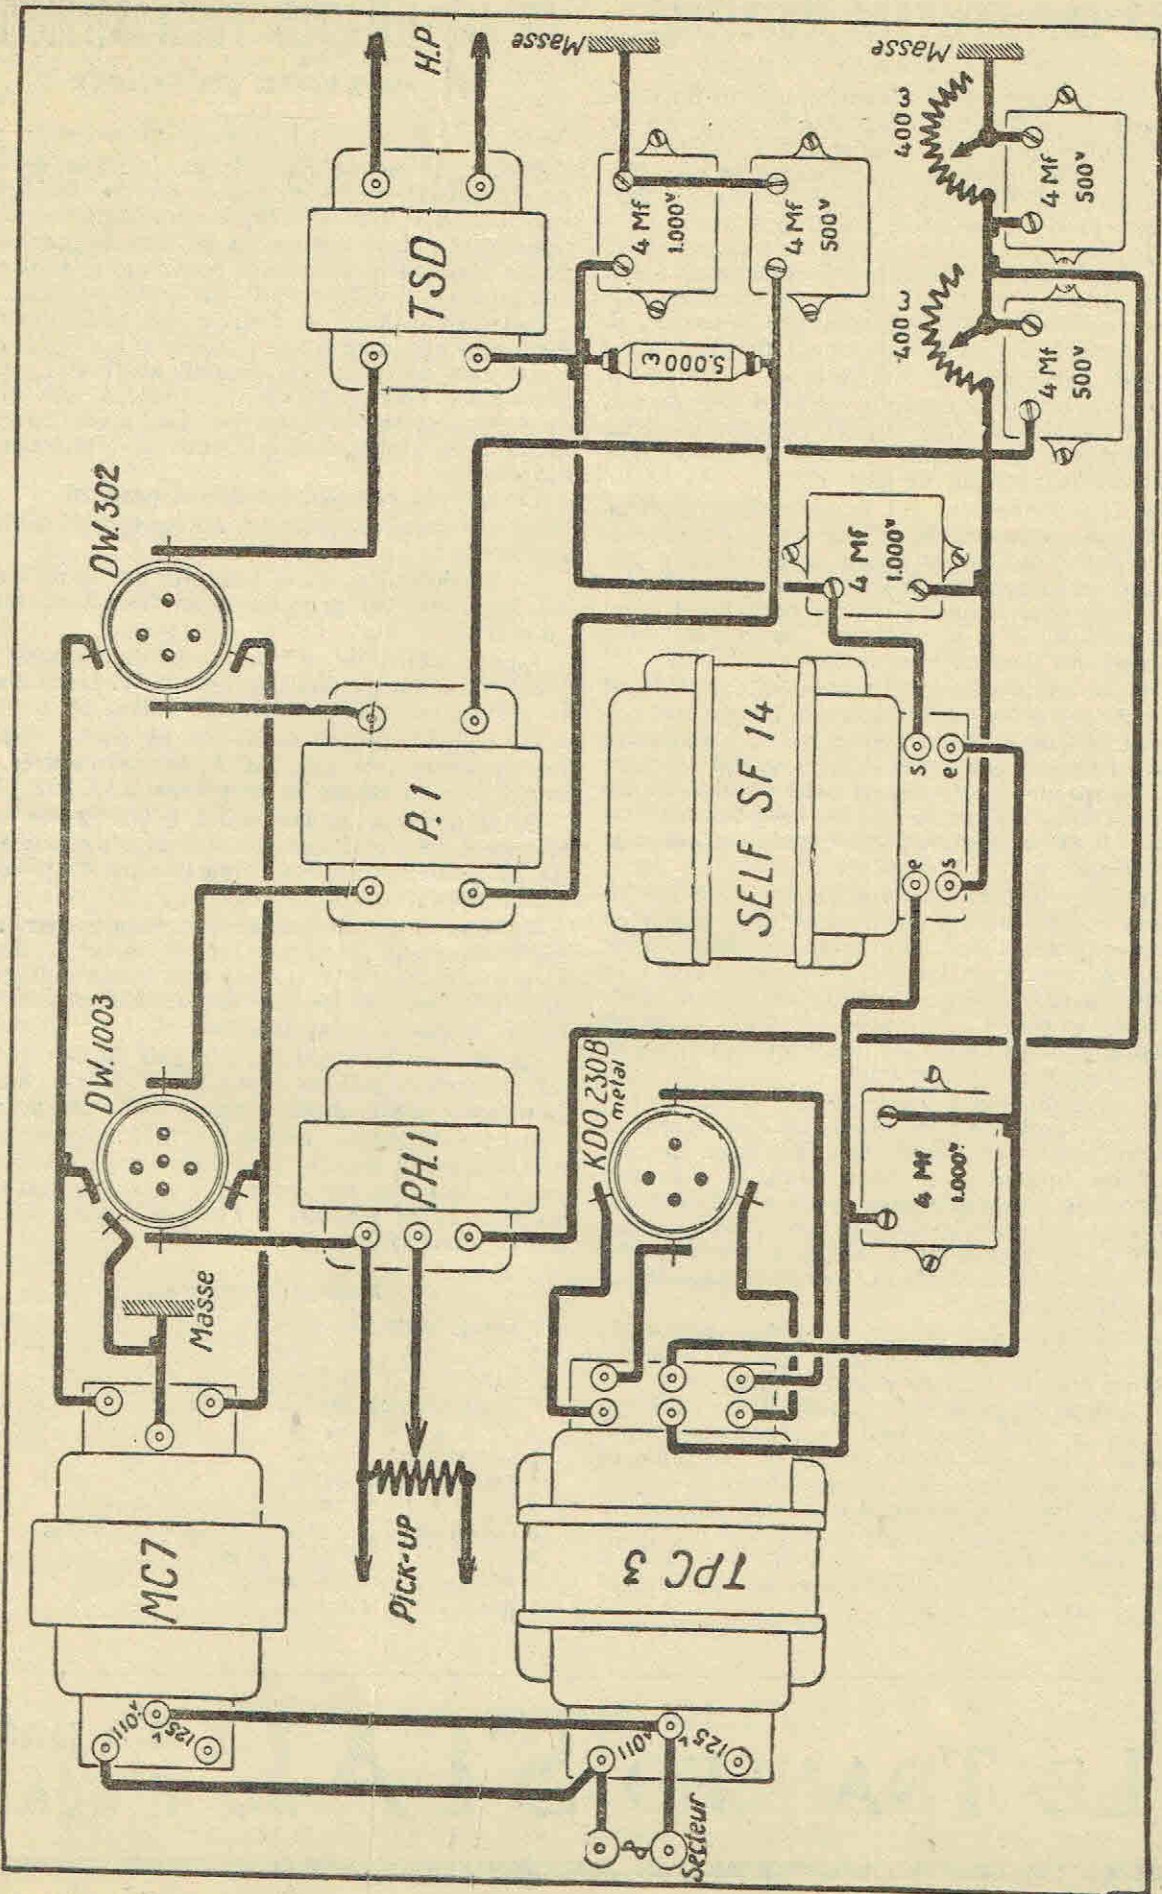 H.P
Masse
Masse
400 ω
4 Mf
500v
TSD
4 Mf
1.000v
4 Mf
500v
400 ω
4 Mf
500v
5.000 ω
DW.302
4 Mf
1.000v
P.1
SELF SF 14
s
e
e
s
DW.1003
PH.1
KDO 230B
métal
4 Mf
1.000v
Masse
MC7
PICK-UP
TPC 3
110v
125v
110v
125v
Secteur